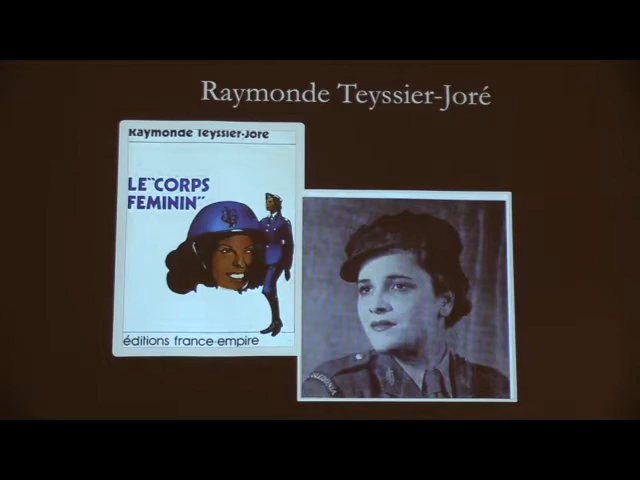 Raymonde Teyssier-Joré
Raymonde Teyssier-Joré
LE "CORPS
FEMININ"
éditions france-empire